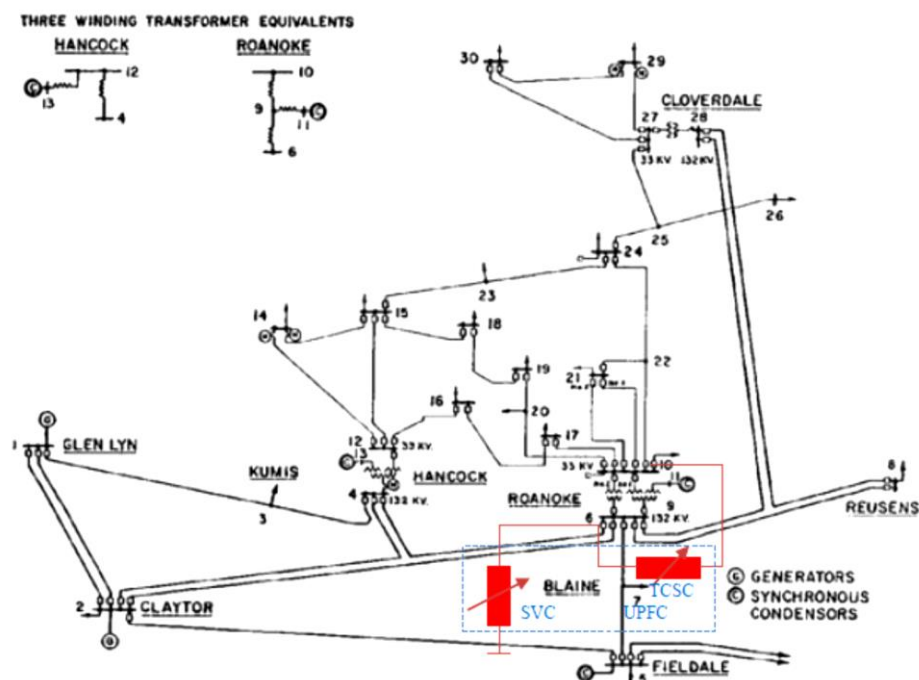 THREE WINDING TRANSFORMER EQUIVALENTS
HANCOCK
ROANOKE
C
13
12
4
10
9
C
11
6
30
29
CLOVERDALE
27
28
33 KV.
132 KV.
26
25
24
23
15
14
18
22
19
21
16
20
17
12
33 KV.
C
13
HANCOCK
33 KV.
10
11
C
G
1
GLEN LYN
KUMIS
3
4
132 KV.
ROANOKE
9
6
132 KV.
8
REUSENS
2
CLAYTOR
G
SVC
BLAINE
TCSC
7
UPFC
G GENERATORS
C SYNCHRONOUS
CONDENSORS
C
5
FIELDALE